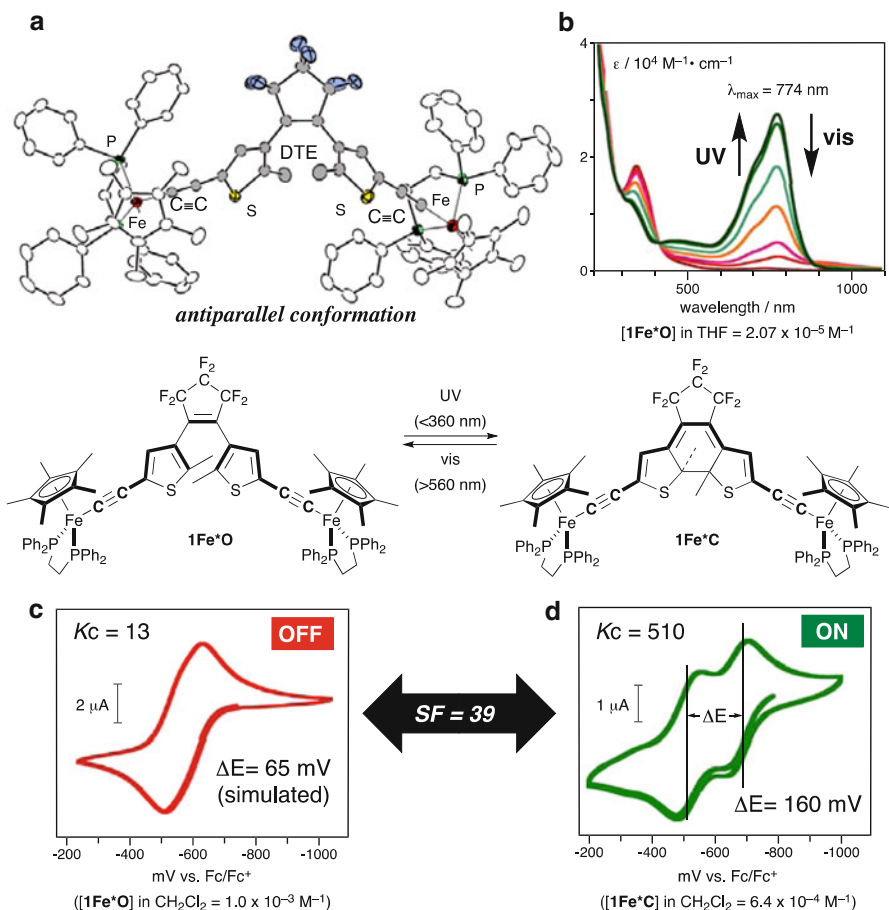 a
P
DTE
P
Fe
C≡C
S
S
C≡C
Fe
antiparallel conformation
b
4
ε / 10⁴ M⁻¹• cm⁻¹
λmax = 774 nm
UV
vis
2
0
500
1000
wavelength / nm
[1Fe*O] in THF = 2.07 x 10⁻⁵ M⁻¹
F₂
C
F₂C
CF₂
S
S
Fe
Fe
Ph₂P
PPh₂
Ph₂P
PPh₂
1Fe*O
UV
(<360 nm)
vis
(>560 nm)
F₂
C
F₂C
CF₂
S
S
Fe
Fe
Ph₂P
PPh₂
Ph₂P
PPh₂
1Fe*C
c
Kc = 13
OFF
2 μA
ΔE= 65 mV
(simulated)
-200 -400 -600 -800 -1000
mV vs. Fc/Fc⁺
([1Fe*O] in CH₂Cl₂ = 1.0 x 10⁻³ M⁻¹)
SF = 39
d
Kc = 510
ON
1 μA
ΔE
ΔE= 160 mV
-200 -400 -600 -800 -1000
mV vs. Fc/Fc⁺
([1Fe*C] in CH₂Cl₂ = 6.4 x 10⁻⁴ M⁻¹)